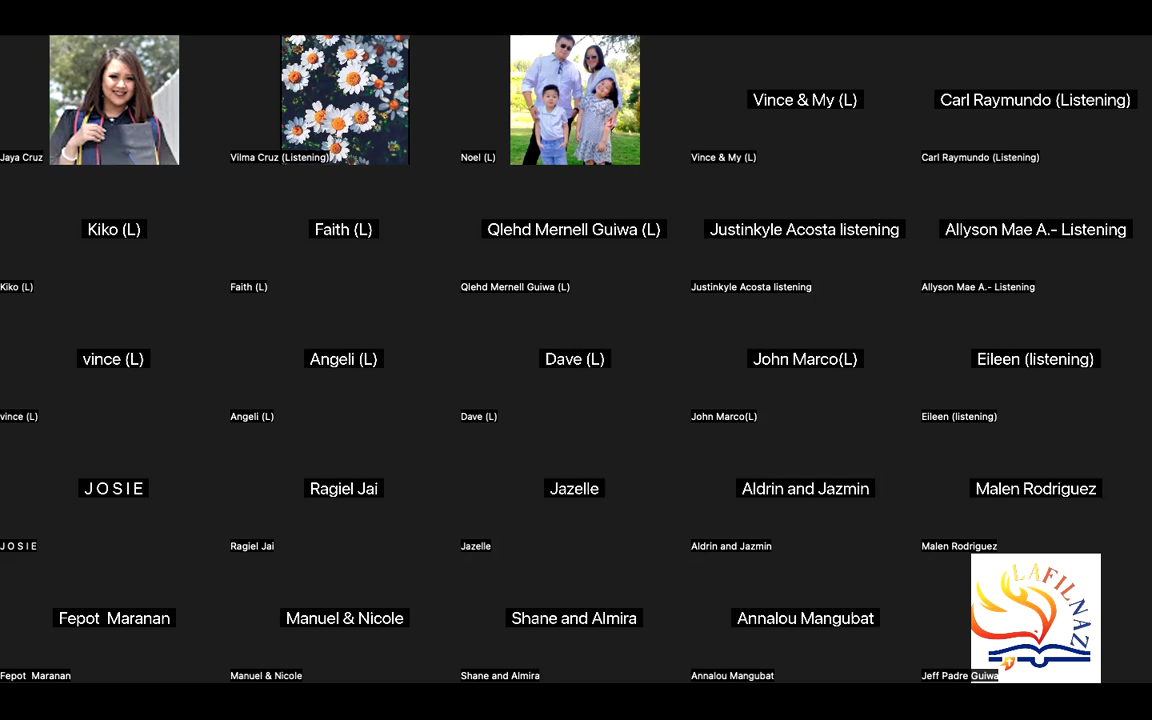 Vince & My (L)
Carl Raymundo (Listening)
Jaya Cruz
Vilma Cruz (Listening)
Noel (L)
Vince & My (L)
Carl Raymundo (Listening)
Kiko (L)
Faith (L)
Qlehd Mernell Guiwa (L)
Justinkyle Acosta listening
Allyson Mae A.- Listening
Kiko (L)
Faith (L)
Qlehd Mernell Guiwa (L)
Justinkyle Acosta listening
Allyson Mae A.- Listening
vince (L)
Angeli (L)
Dave (L)
John Marco(L)
Eileen (listening)
vince (L)
Angeli (L)
Dave (L)
John Marco(L)
Eileen (listening)
J O S I E
Ragiel Jai
Jazelle
Aldrin and Jazmin
Malen Rodriguez
J O S I E
Ragiel Jai
Jazelle
Aldrin and Jazmin
Malen Rodriguez
LAFILNAZ
Fepot  Maranan
Manuel & Nicole
Shane and Almira
Annalou Mangubat
Fepot  Maranan
Manuel & Nicole
Shane and Almira
Annalou Mangubat
Jeff Padre Guiwa